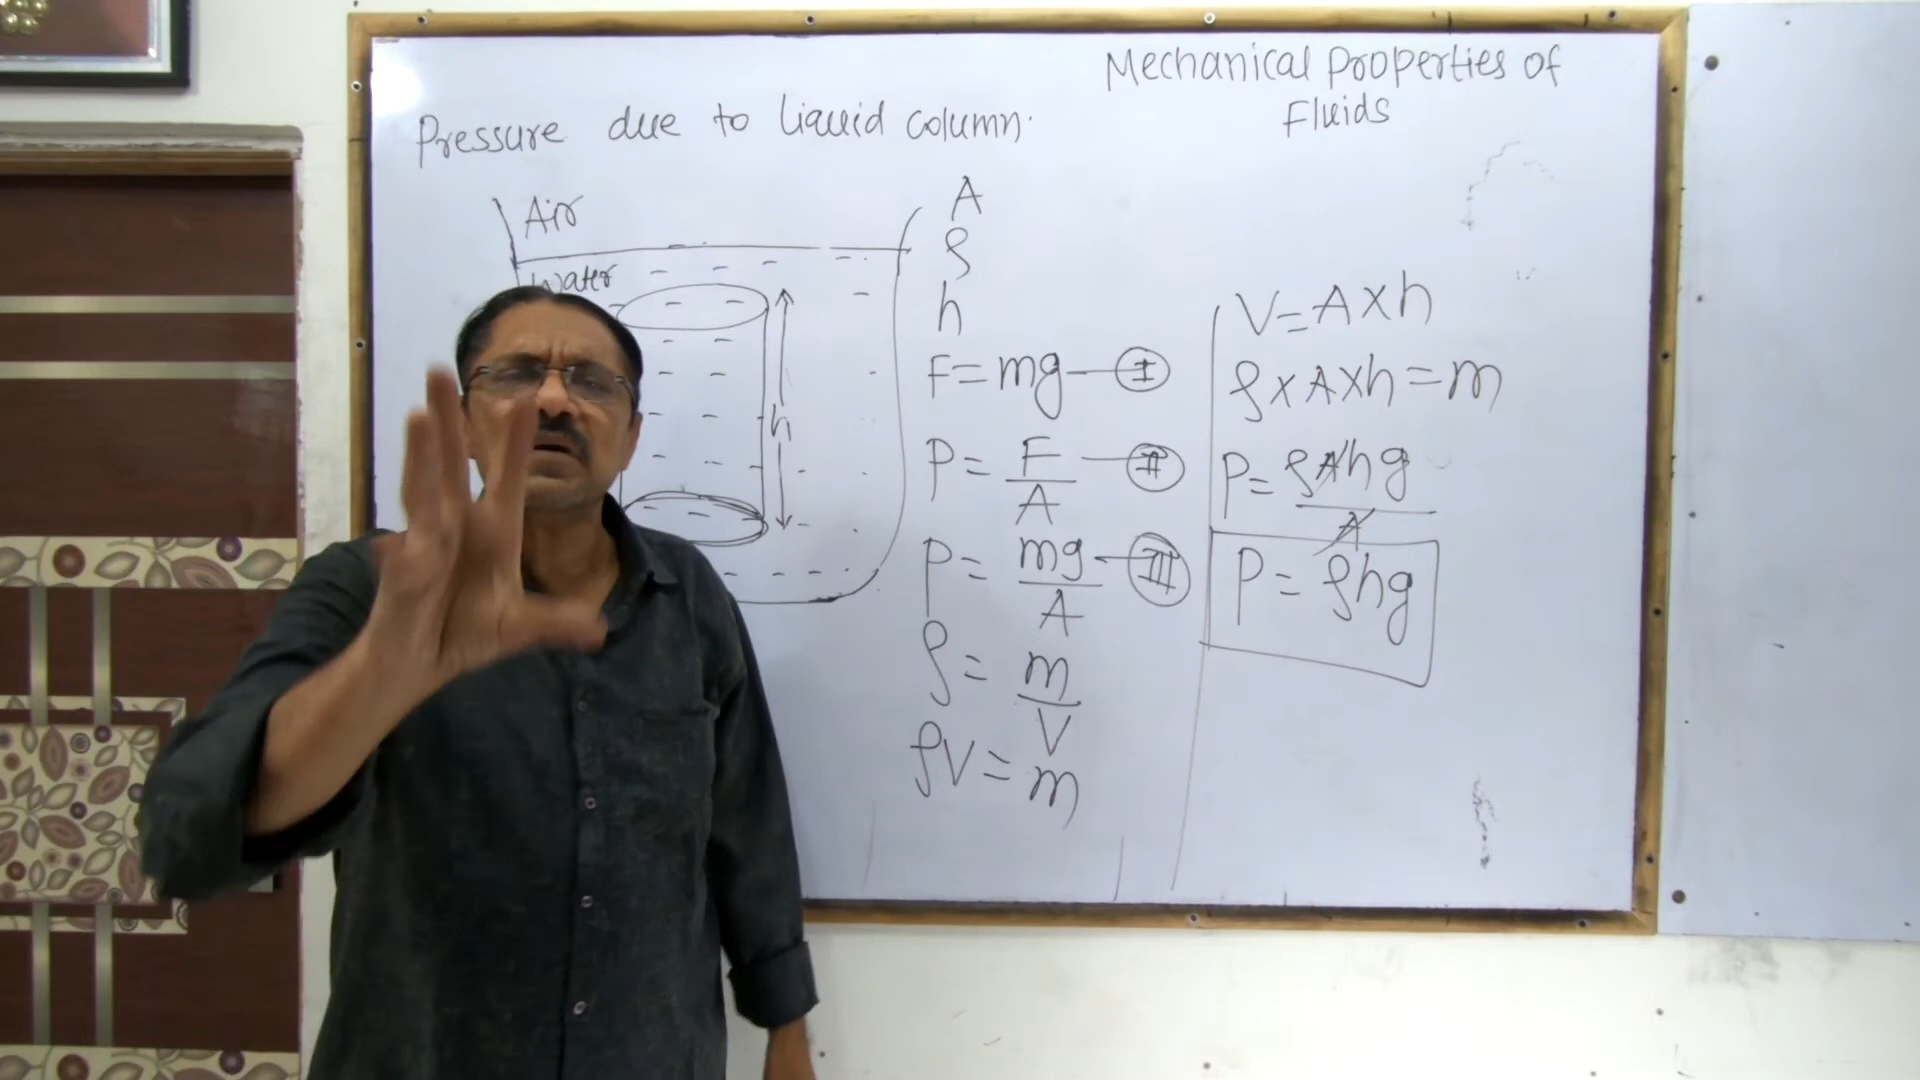 Mechanical Properties of
Fluids
Pressure due to liquid column.
Air
Water
h
A
ρ
h
F = mg — I
P = F/A — II
P = mg/A — III
ρ = m/V
ρV = m
V = A × h
ρ × A × h = m
P = ρAhg/A
P = ρhg